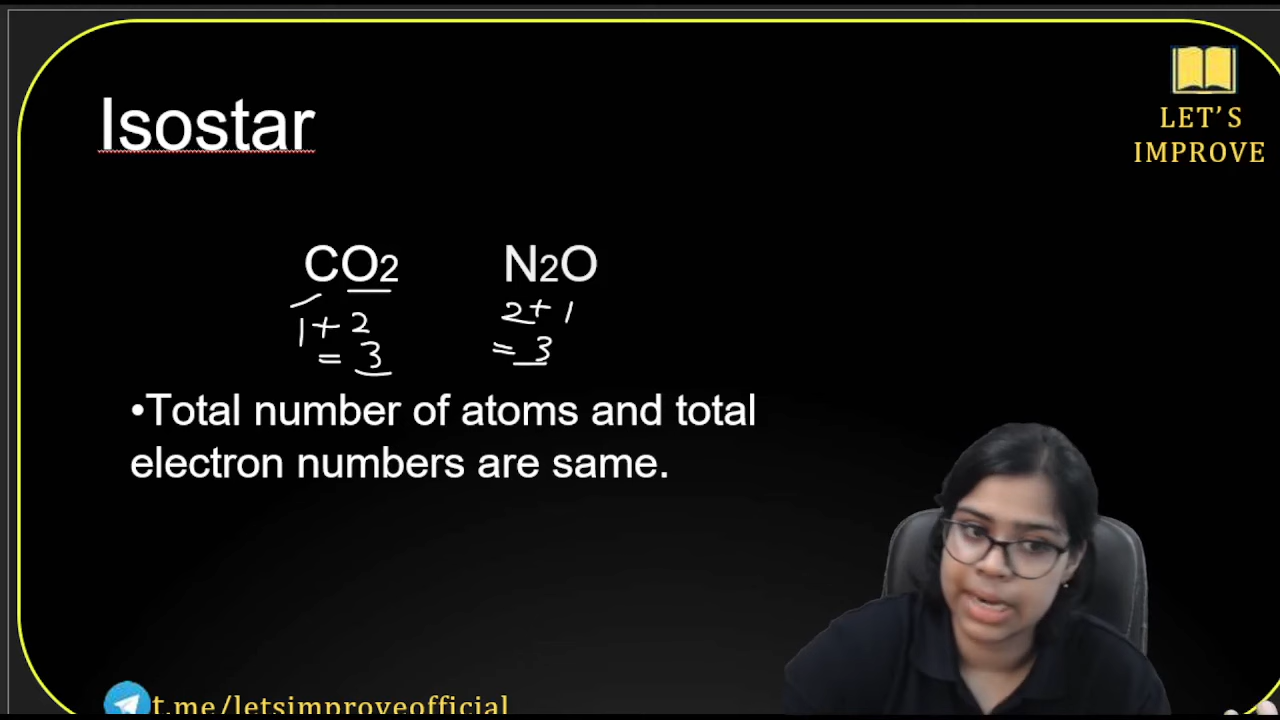 Isostar
LET'S
IMPROVE
CO2 N2O
1+2 2+1
=3 =3
•Total number of atoms and total
electron numbers are same.
t.me/letsimproveofficial